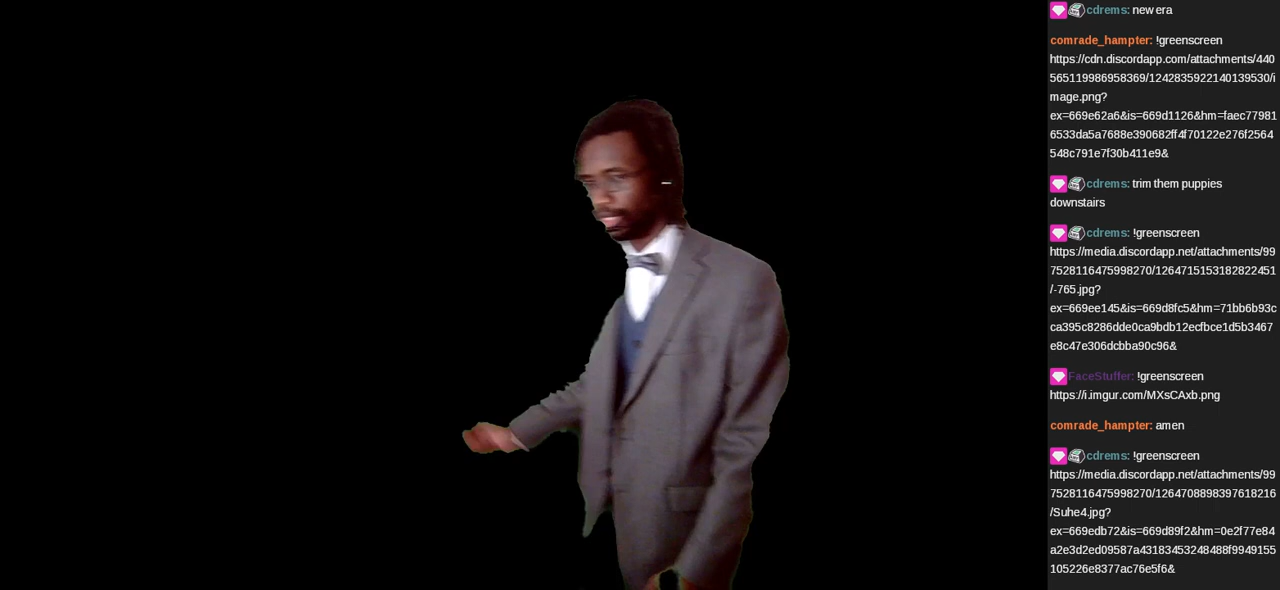 cdrems: new era
comrade_hampter: !greenscreen
https://cdn.discordapp.com/attachments/440
565119986958369/1242835922140139530/i
mage.png?
ex=669e62a6&is=669d1126&hm=faec77981
6533da5a7688e390682ff4f70122e276f2564
548c791e7f30b411e9&
cdrems: trim them puppies
downstairs
cdrems: !greenscreen
https://media.discordapp.net/attachments/99
7528116475998270/1264715153182822451
/-765.jpg?
ex=669ee145&is=669d8fc5&hm=71bb6b93c
ca395c8286dde0ca9bdb12ecfbce1d5b3467
e8c47e306dcbba90c96&
FaceStuffer: !greenscreen
https://i.imgur.com/MXsCAxb.png
comrade_hampter: amen
cdrems: !greenscreen
https://media.discordapp.net/attachments/99
7528116475998270/1264708898397618216
/Suhe4.jpg?
ex=669edb72&is=669d89f2&hm=0e2f77e84
a2e3d2ed09587a43183453248488f9949155
105226e8377ac76e5f6&